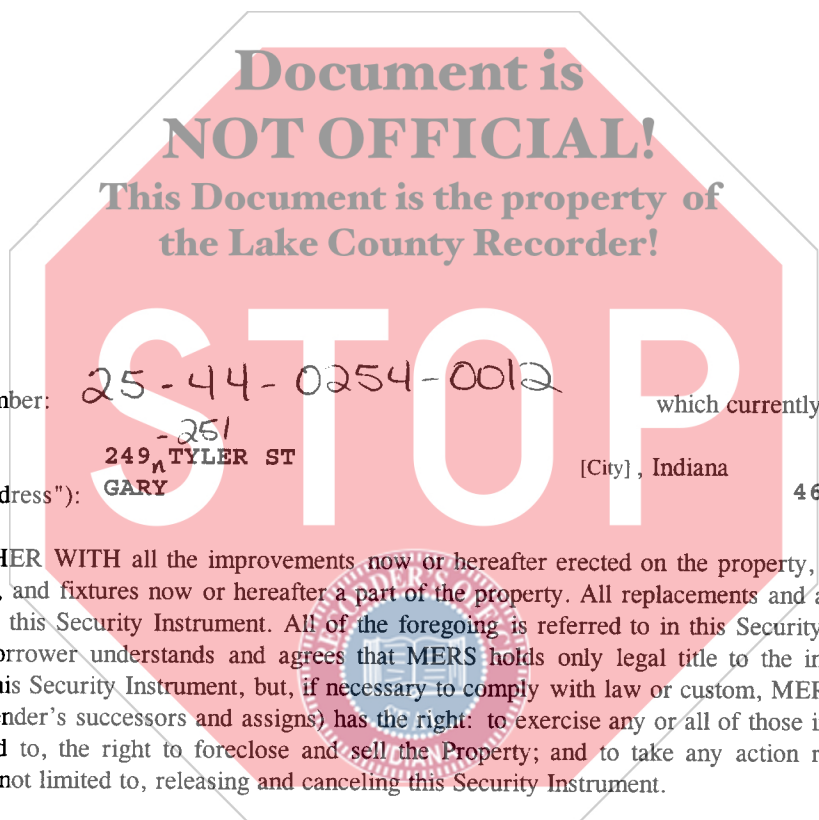 Document is
NOT OFFICIAL!
This Document is the property of
the Lake County Recorder!
STOP
mber: 25-44-0254-0012 which currently
-251
249 TYLER ST
[City] , Indiana
dress"): GARY 46
HER WITH all the improvements now or hereafter erected on the property,
, and fixtures now or hereafter a part of the property. All replacements and a
this Security Instrument. All of the foregoing is referred to in this Security
orrower understands and agrees that MERS holds only legal title to the in
his Security Instrument, but, if necessary to comply with law or custom, MER
nder's successors and assigns) has the right: to exercise any or all of those i
d to, the right to foreclose and sell the Property; and to take any action r
not limited to, releasing and canceling this Security Instrument.